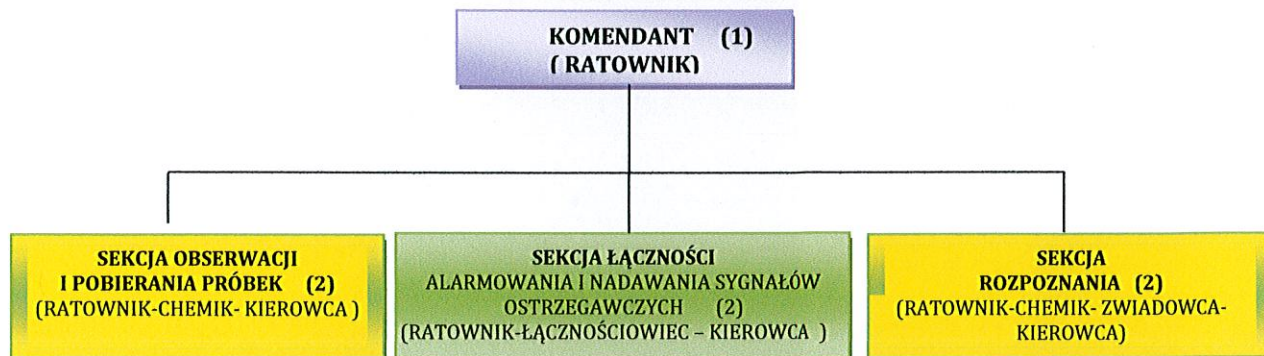 KOMENDANT (1)
( RATOWNIK)
SEKCJA OBSERWACJI
I POBIERANIA PRÓBEK (2)
(RATOWNIK-CHEMIK- KIEROWCA )
SEKCJA ŁĄCZNOŚCI
ALARMOWANIA I NADAWANIA SYGNAŁÓW
OSTRZEGAWCZYCH (2)
(RATOWNIK-ŁĄCZNOŚCIOWIEC – KIEROWCA )
SEKCJA
ROZPOZNANIA (2)
(RATOWNIK-CHEMIK- ZWIADOWCA-
KIEROWCA)